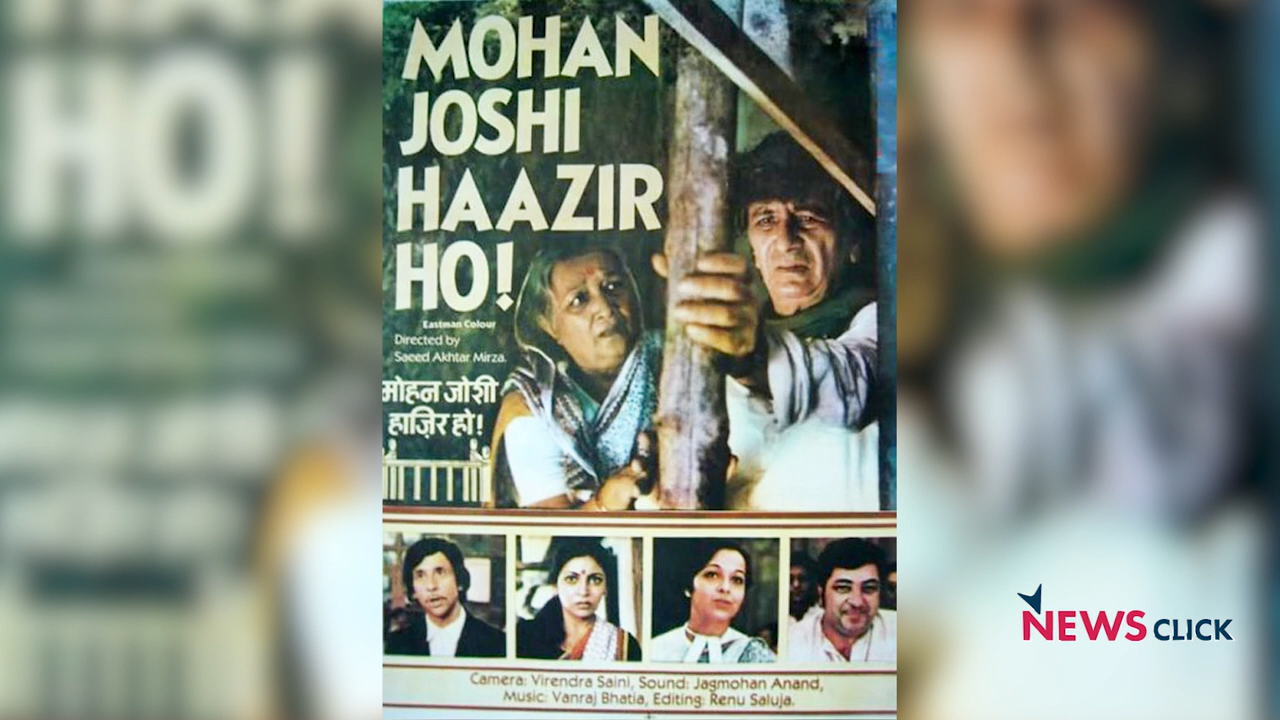 MOHAN
JOSHI
HAAZIR
HO!
Eastman Colour
Directed by
Saeed Akhtar Mirza.
मोहन जोशी
हाज़िर हो!
Camera: Virendra Saini, Sound: Jagmohan Anand,
Music: Vanraj Bhatia, Editing: Renu Saluja.
NEWS CLICK
HO!